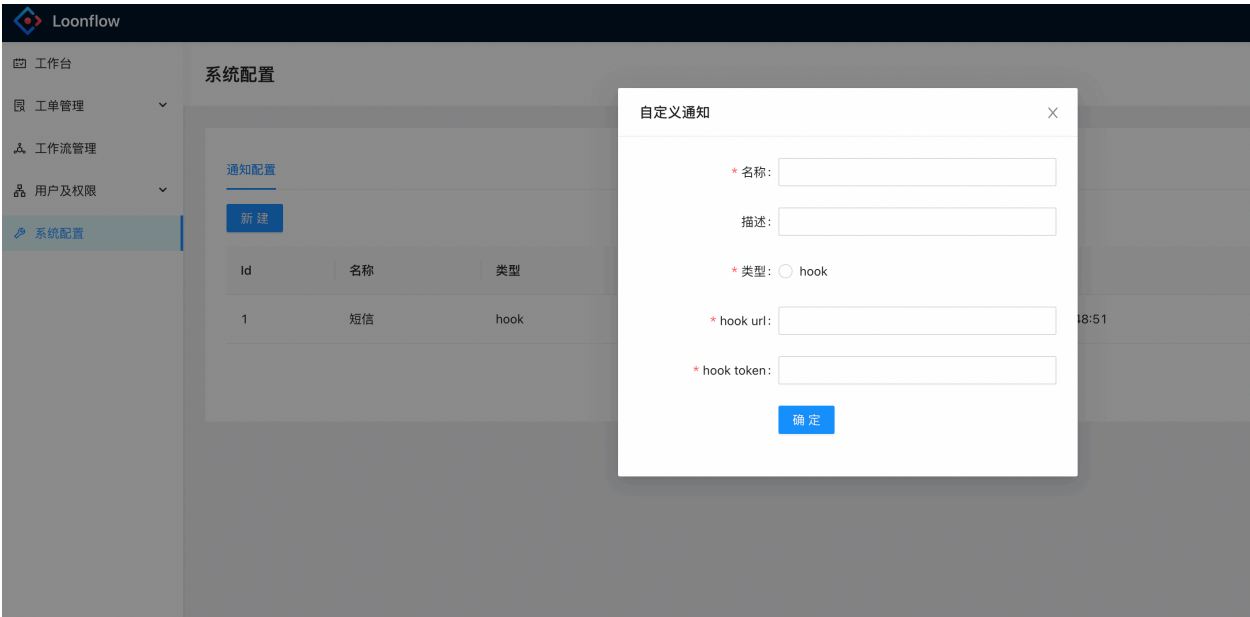 Loonflow
工作台
工单管理
工作流管理
用户及权限
系统配置
系统配置
通知配置
新 建
Id 名称 类型
1 短信 hook 48:51
自定义通知
* 名称:
描述:
* 类型: hook
* hook url:
* hook token:
确 定